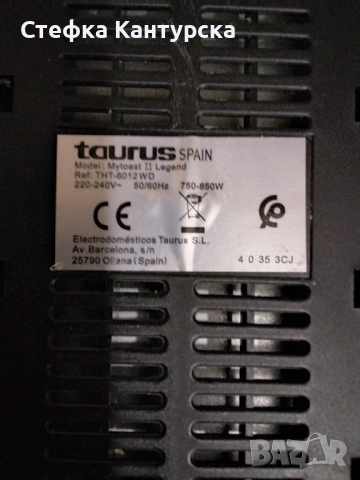 Стефка Кантурска
taurus SPAIN
Model: Mytoast II Legend
Ref: THT-8012WD
220-240V~ 50/60Hz 750-850W
CE
Electrodomésticos Taurus S.L.
Av.Barcelona, s/n
25790 Oliana (Spain)
4 0 35 3CJ
BAZAR